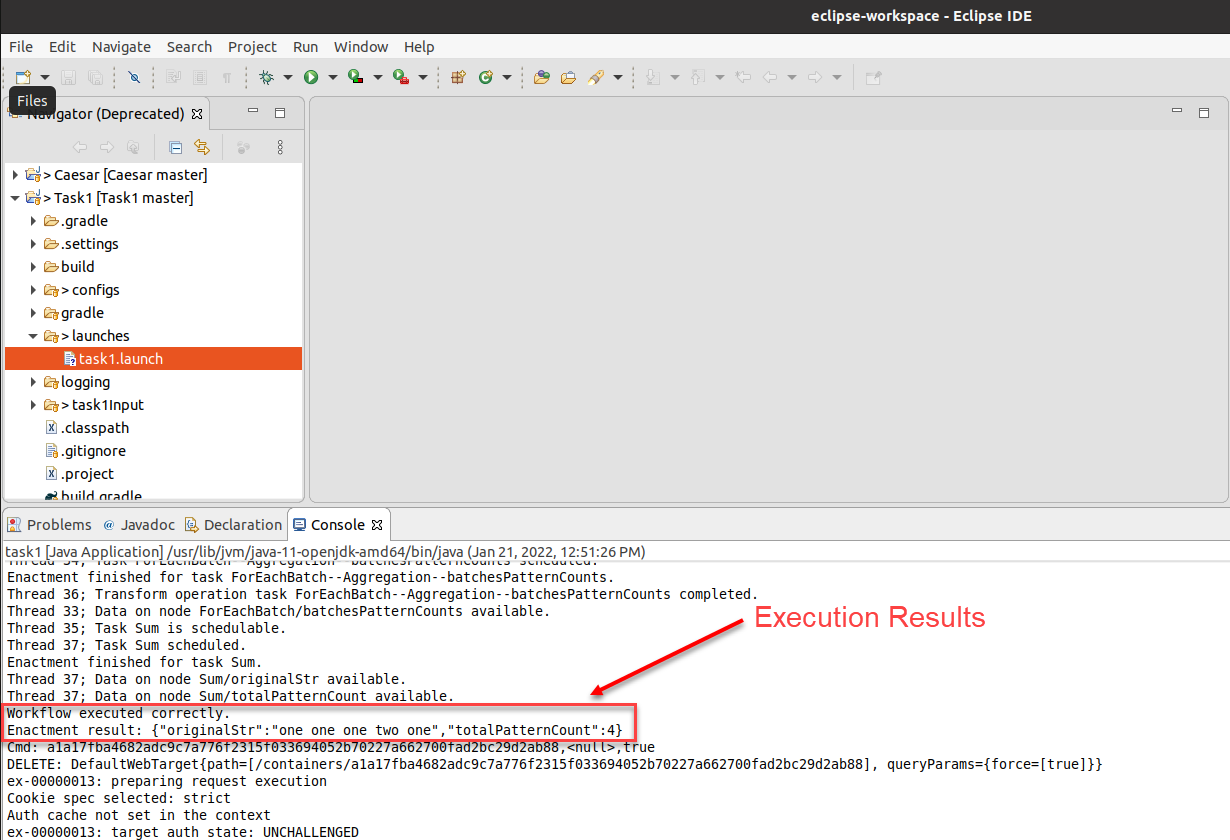 eclipse-workspace - Eclipse IDE
File Edit Navigate Search Project Run Window Help
Files
Navigator (Deprecated)
> Caesar [Caesar master]
> Task1 [Task1 master]
.gradle
.settings
build
> configs
gradle
> launches
task1.launch
logging
> task1Input
.classpath
.gitignore
.project
build.gradle
Problems @ Javadoc Declaration Console
task1 [Java Application] /usr/lib/jvm/java-11-openjdk-amd64/bin/java (Jan 21, 2022, 12:51:26 PM)
Thread 34; Task ForEachBatch--Aggregation--batchesPatternCounts scheduled.
Enactment finished for task ForEachBatch--Aggregation--batchesPatternCounts.
Thread 36; Transform operation task ForEachBatch--Aggregation--batchesPatternCounts completed.
Thread 33; Data on node ForEachBatch/batchesPatternCounts available.
Thread 35; Task Sum is schedulable.
Thread 37; Task Sum scheduled.
Enactment finished for task Sum.
Thread 37; Data on node Sum/originalStr available.
Thread 37; Data on node Sum/totalPatternCount available.
Execution Results
Workflow executed correctly.
Enactment result: {"originalStr":"one one one two one","totalPatternCount":4}
Cmd: a1a17fba4682adc9c7a776f2315f033694052b70227a662700fad2bc29d2ab88,<null>,true
DELETE: DefaultWebTarget{path=[/containers/a1a17fba4682adc9c7a776f2315f033694052b70227a662700fad2bc29d2ab88], queryParams={force=[true]}}
ex-00000013: preparing request execution
Cookie spec selected: strict
Auth cache not set in the context
ex-00000013: target auth state: UNCHALLENGED